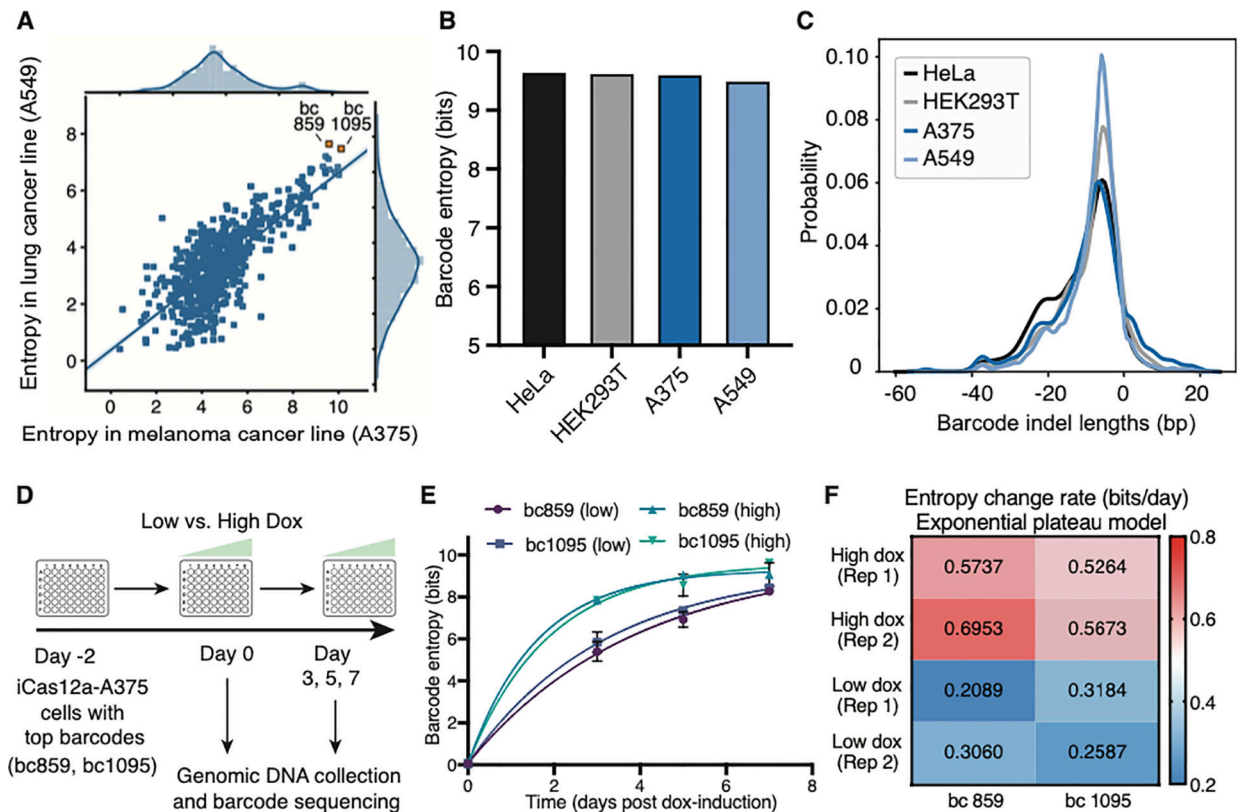 A
Entropy in lung cancer line (A549)
8
6
4
2
0
bc
859
bc
1095
0 2 4 6 8 10
Entropy in melanoma cancer line (A375)
B
Barcode entropy (bits)
10
9
8
7
6
5
HeLa
HEK293T
A375
A549
C
Probability
0.10
0.08
0.06
0.04
0.02
0
HeLa
HEK293T
A375
A549
-60 -40 -20 0 20
Barcode indel lengths (bp)
D
Low vs. High Dox
Day -2
iCas12a-A375
cells with
top barcodes
(bc859, bc1095)
Day 0
Day
3, 5, 7
Genomic DNA collection
and barcode sequencing
E
bc859 (low) bc859 (high)
bc1095 (low) bc1095 (high)
Barcode entropy (bits)
10
8
6
4
2
0
0 2 4 6 8
Time (days post dox-induction)
F
Entropy change rate (bits/day)
Exponential plateau model
High dox
(Rep 1)
0.5737 0.5264
High dox
(Rep 2)
0.6953 0.5673
Low dox
(Rep 1)
0.2089 0.3184
Low dox
(Rep 2)
0.3060 0.2587
bc 859 bc 1095
0.8
0.6
0.4
0.2